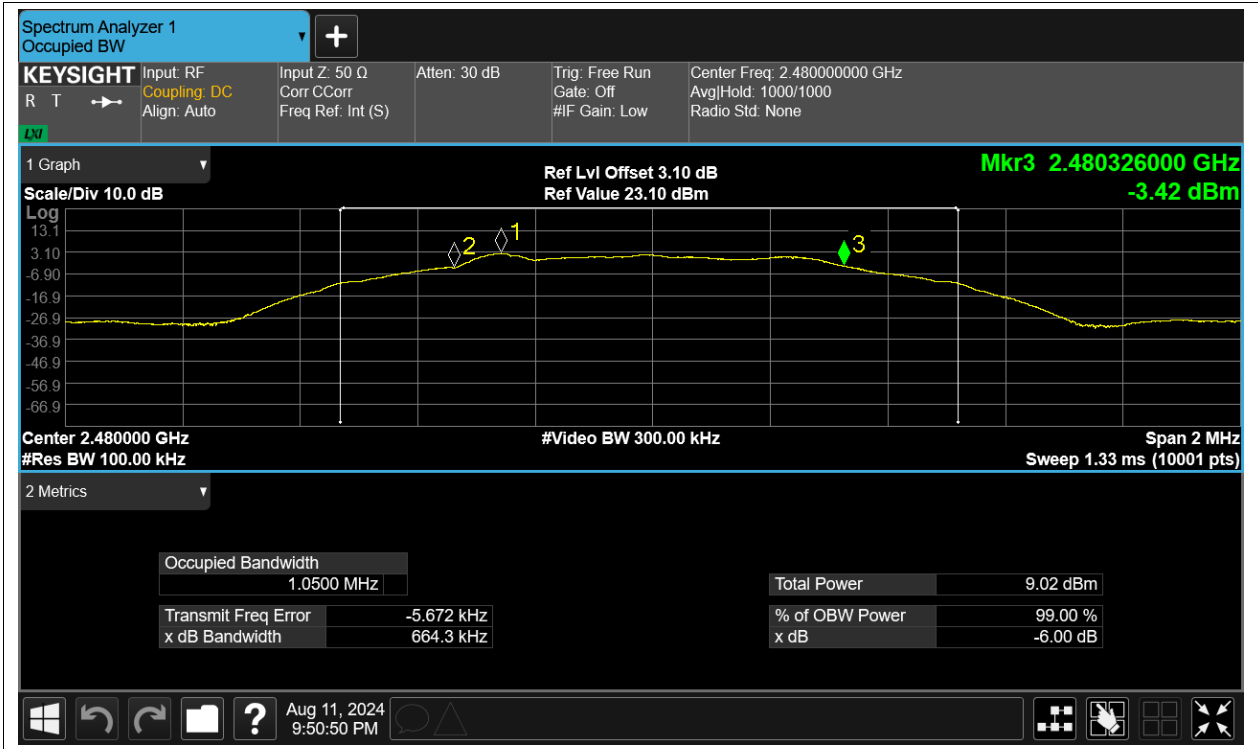 Spectrum Analyzer 1
Occupied BW
KEYSIGHT
R T
LXI
Input: RF
Coupling: DC
Align: Auto
Input Z: 50 Ω
Corr CCorr
Freq Ref: Int (S)
Atten: 30 dB
Trig: Free Run
Gate: Off
#IF Gain: Low
Center Freq: 2.480000000 GHz
Avg|Hold: 1000/1000
Radio Std: None
1 Graph
Scale/Div 10.0 dB
Ref Lvl Offset 3.10 dB
Ref Value 23.10 dBm
Mkr3 2.480326000 GHz
-3.42 dBm
Log
13.1
3.10
-6.90
-16.9
-26.9
-36.9
-46.9
-56.9
-66.9
2
1
3
Center 2.480000 GHz
#Res BW 100.00 kHz
#Video BW 300.00 kHz
Span 2 MHz
Sweep 1.33 ms (10001 pts)
2 Metrics
Occupied Bandwidth
1.0500 MHz
Transmit Freq Error -5.672 kHz
x dB Bandwidth 664.3 kHz
Total Power 9.02 dBm
% of OBW Power 99.00 %
x dB -6.00 dB
?
Aug 11, 2024
9:50:50 PM